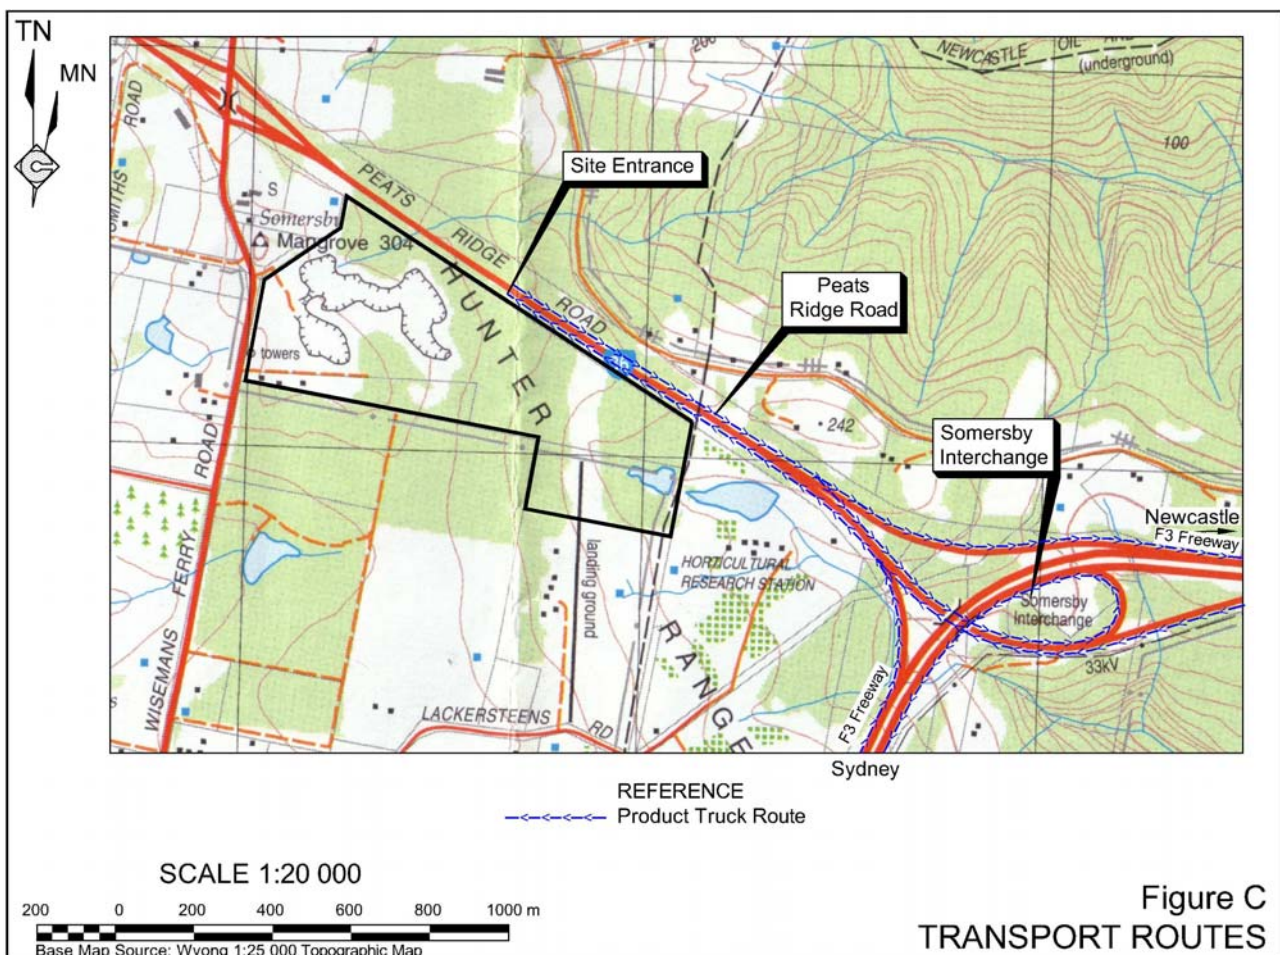 TN
MN
NEWCASTLE OIL
(underground)
200
100
ROAD
SMITHS
S
Somersby
Mangrove 304
PEATS
RIDGE
ROAD
Site Entrance
Peats
Ridge Road
HUNTER
towers
242
Somersby
Interchange
Newcastle
F3 Freeway
WISEMANS FERRY ROAD
landing ground
HORTICULTURAL
RESEARCH STATION
RANGE
Somersby
Interchange
33kV
F3 Freeway
LACKERSTEENS RD
Sydney
REFERENCE
Product Truck Route
SCALE 1:20 000
200 0 200 400 600 800 1000 m
Base Map Source: Wyong 1:25 000 Topographic Map
Figure C
TRANSPORT ROUTES